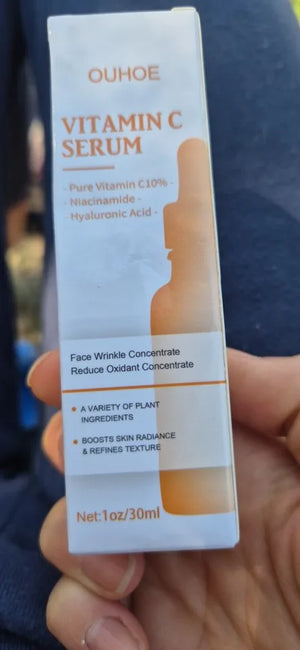 OUHOE
VITAMIN C
SERUM
- Pure Vitamin C10% -
- Niacinamide -
- Hyaluronic Acid -
Face Wrinkle Concentrate
Reduce Oxidant Concentrate
• A VARIETY OF PLANT
INGREDIENTS
• BOOSTS SKIN RADIANCE
& REFINES TEXTURE
Net:1oz/30ml